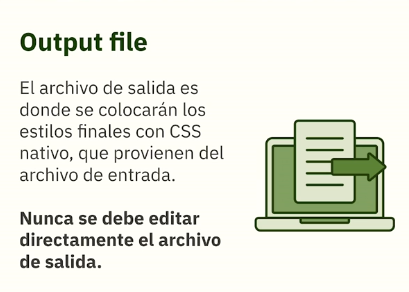 Output file
El archivo de salida es
donde se colocarán los
estilos finales con CSS
nativo, que provienen del
archivo de entrada.
Nunca se debe editar
directamente el archivo
de salida.